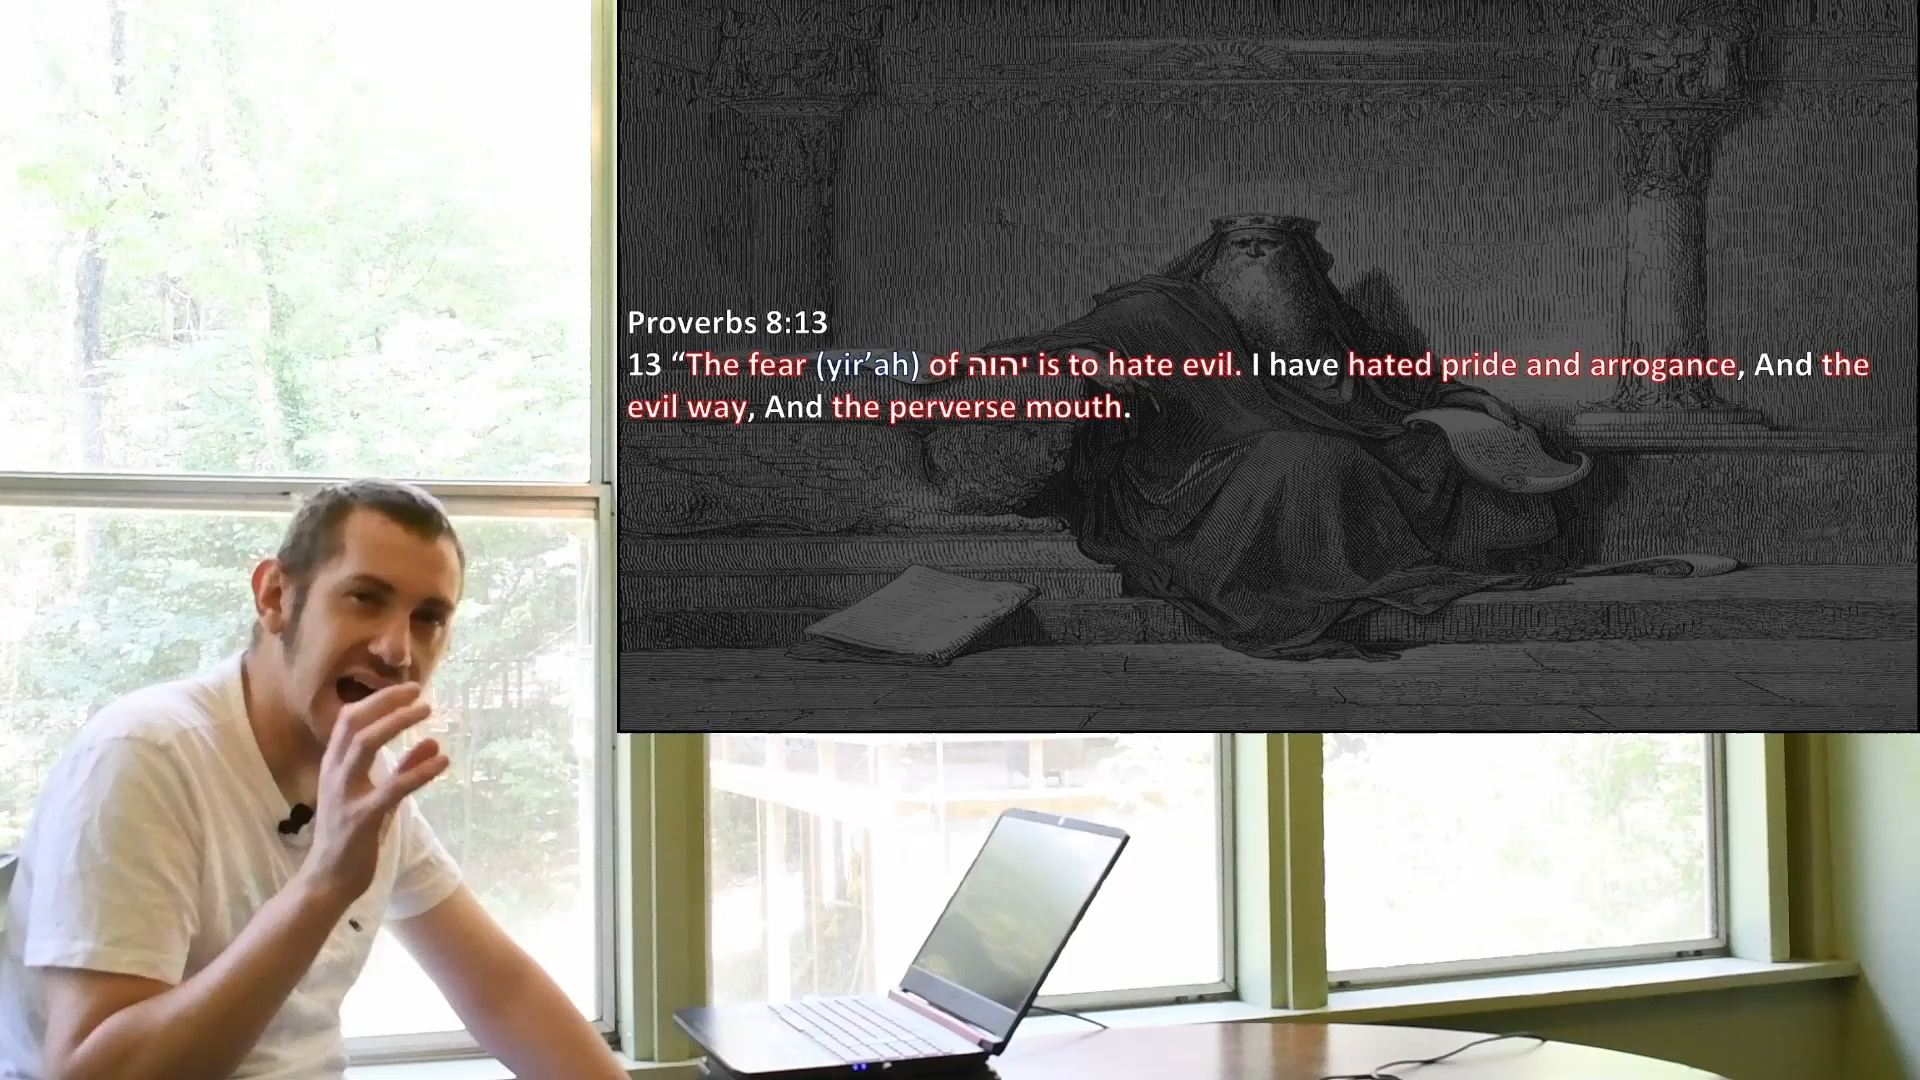 Proverbs 8:13
13 “The fear (yir’ah) of יהוה is to hate evil. I have hated pride and arrogance, And the
evil way, And the perverse mouth.